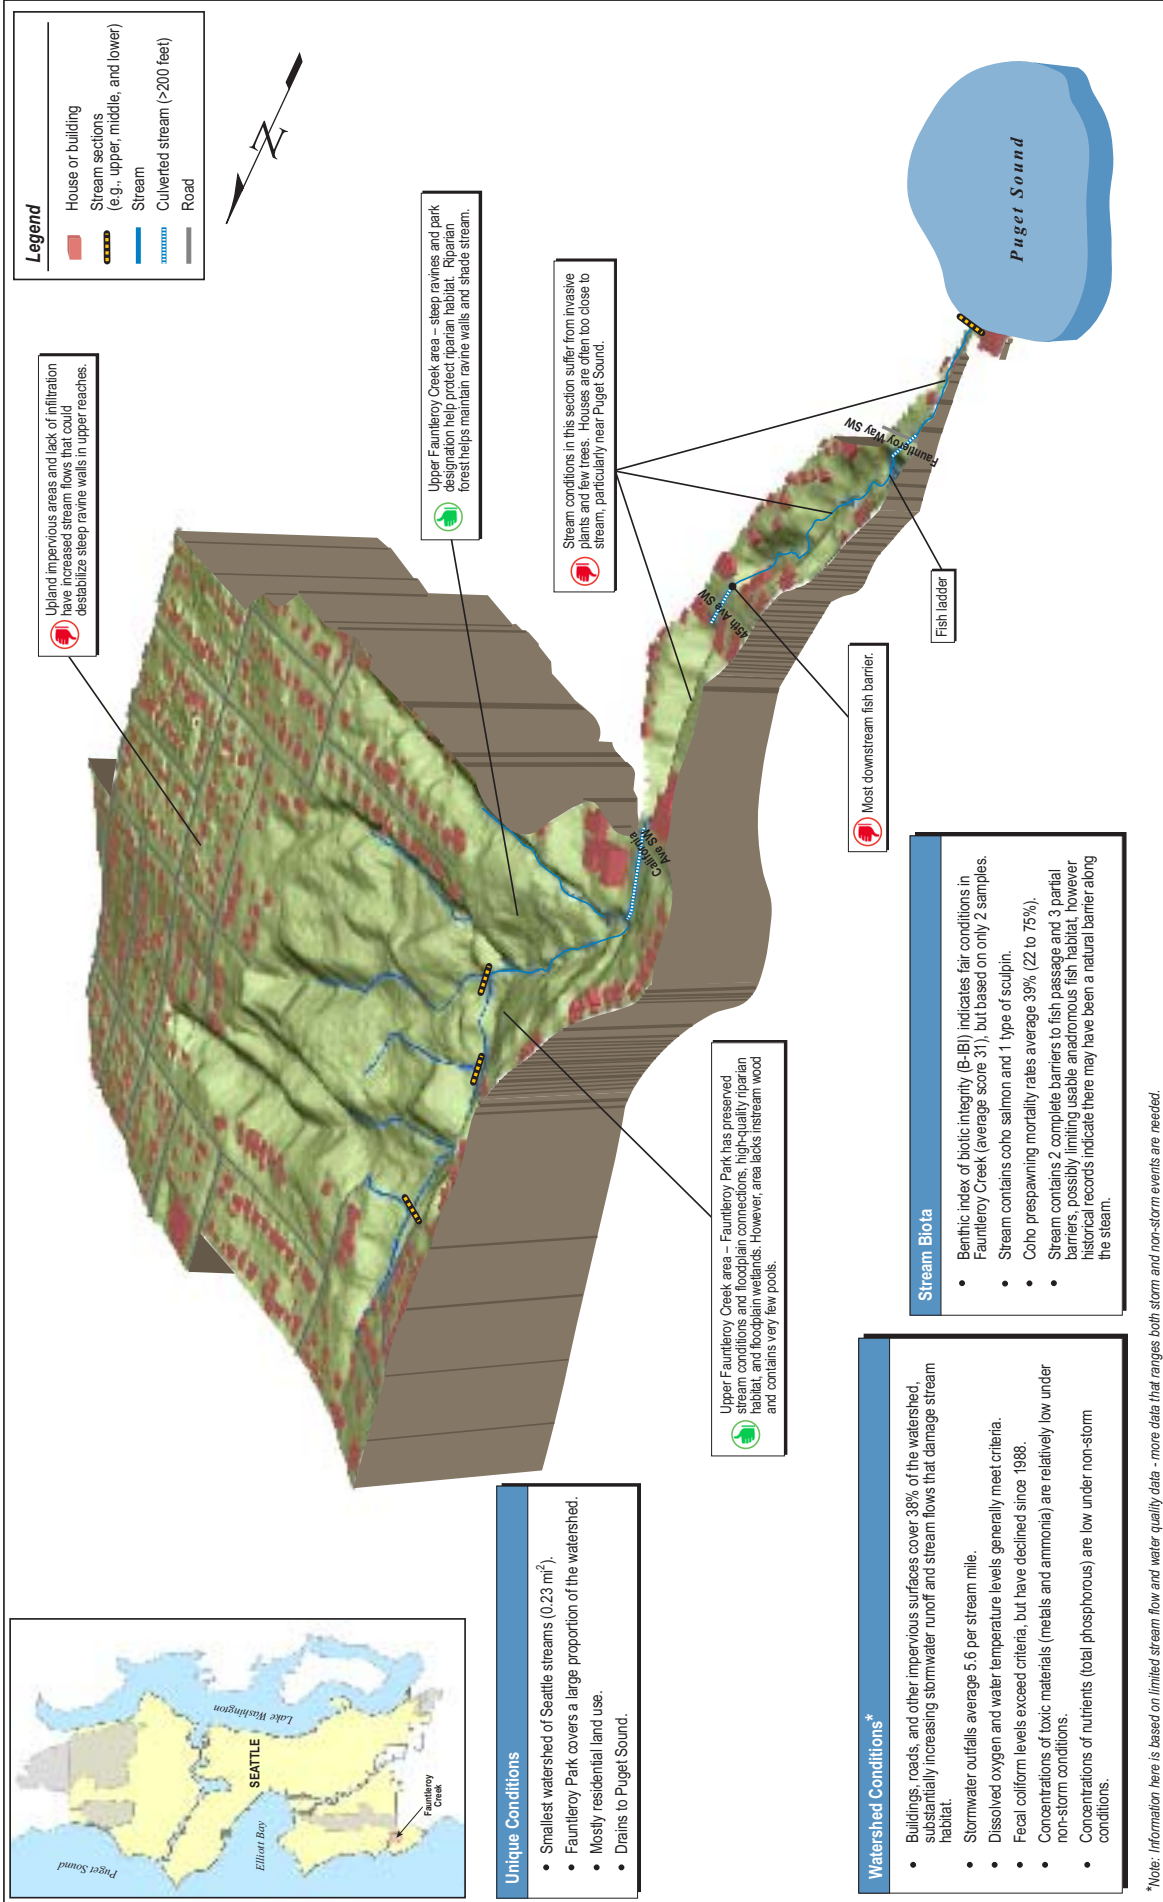 Puget Sound
Lake Washington
SEATTLE
Elliott Bay
Fauntleroy
Creek
Upland impervious areas and lack of infiltration
have increased stream flows that could
destabilize steep ravine walls in upper reaches.
Legend
House or building
Stream sections
(e.g., upper, middle, and lower)
Stream
Culverted stream (>200 feet)
Road
N
Upper Fauntleroy Creek area – steep ravines and park
designation help protect riparian habitat. Riparian
forest helps maintain ravine walls and shade stream.
Unique Conditions
• Smallest watershed of Seattle streams (0.23 mi²).
• Fauntleroy Park covers a large proportion of the watershed.
• Mostly residential land use.
• Drains to Puget Sound.
Stream conditions in this section suffer from invasive
plants and few trees. Houses are often too close to
stream, particularly near Puget Sound.
California
Ave SW
45th Ave SW
Fauntleroy Way SW
Puget Sound
Upper Fauntleroy Creek area – Fauntleroy Park has preserved
stream conditions and floodplain connections, high-quality riparian
habitat, and floodplain wetlands. However, area lacks instream wood
and contains very few pools.
Most downstream fish barrier.
Fish ladder
Watershed Conditions*
• Buildings, roads, and other impervious surfaces cover 38% of the watershed,
substantially increasing stormwater runoff and stream flows that damage stream
habitat.
• Stormwater outfalls average 5.6 per stream mile.
• Dissolved oxygen and water temperature levels generally meet criteria.
• Fecal coliform levels exceed criteria, but have declined since 1988.
• Concentrations of toxic materials (metals and ammonia) are relatively low under
non-storm conditions.
• Concentrations of nutrients (total phosphorous) are low under non-storm
conditions.
Stream Biota
• Benthic index of biotic integrity (B-IBI) indicates fair conditions in
Fauntleroy Creek (average score 31), but based on only 2 samples.
• Stream contains coho salmon and 1 type of sculpin.
• Coho prespawning mortality rates average 39% (22 to 75%).
• Stream contains 2 complete barriers to fish passage and 3 partial
barriers, possibly limiting usable anadromous fish habitat, however
historical records indicate there may have been a natural barrier along
the steam.
*Note: Information here is based on limited stream flow and water quality data - more data that ranges both storm and non-storm events are needed.